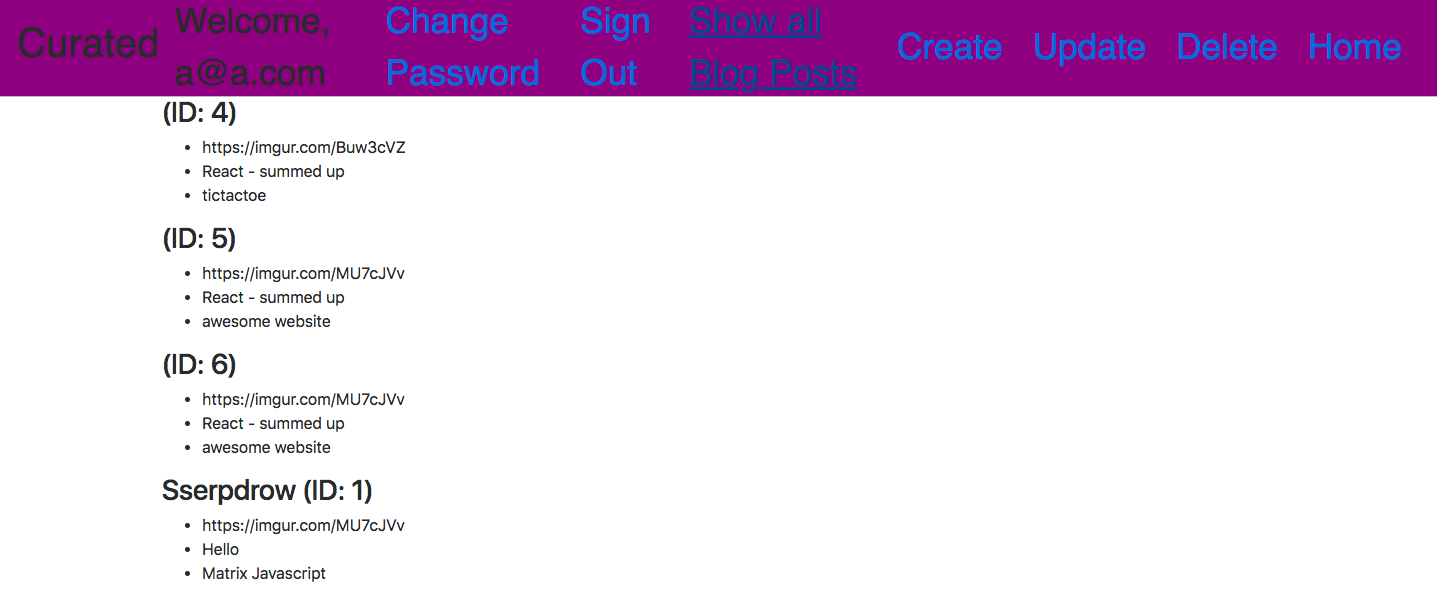 Curated
Welcome,
a@a.com
Change
Password
Sign
Out
Show all
Blog Posts
Create
Update
Delete
Home
(ID: 4)
https://imgur.com/Buw3cVZ
React - summed up
tictactoe
(ID: 5)
https://imgur.com/MU7cJVv
React - summed up
awesome website
(ID: 6)
https://imgur.com/MU7cJVv
React - summed up
awesome website
Sserpdrow (ID: 1)
https://imgur.com/MU7cJVv
Hello
Matrix Javascript